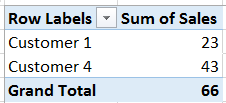 Row Labels Sum of Sales
Customer 1 23
Customer 4 43
Grand Total 66